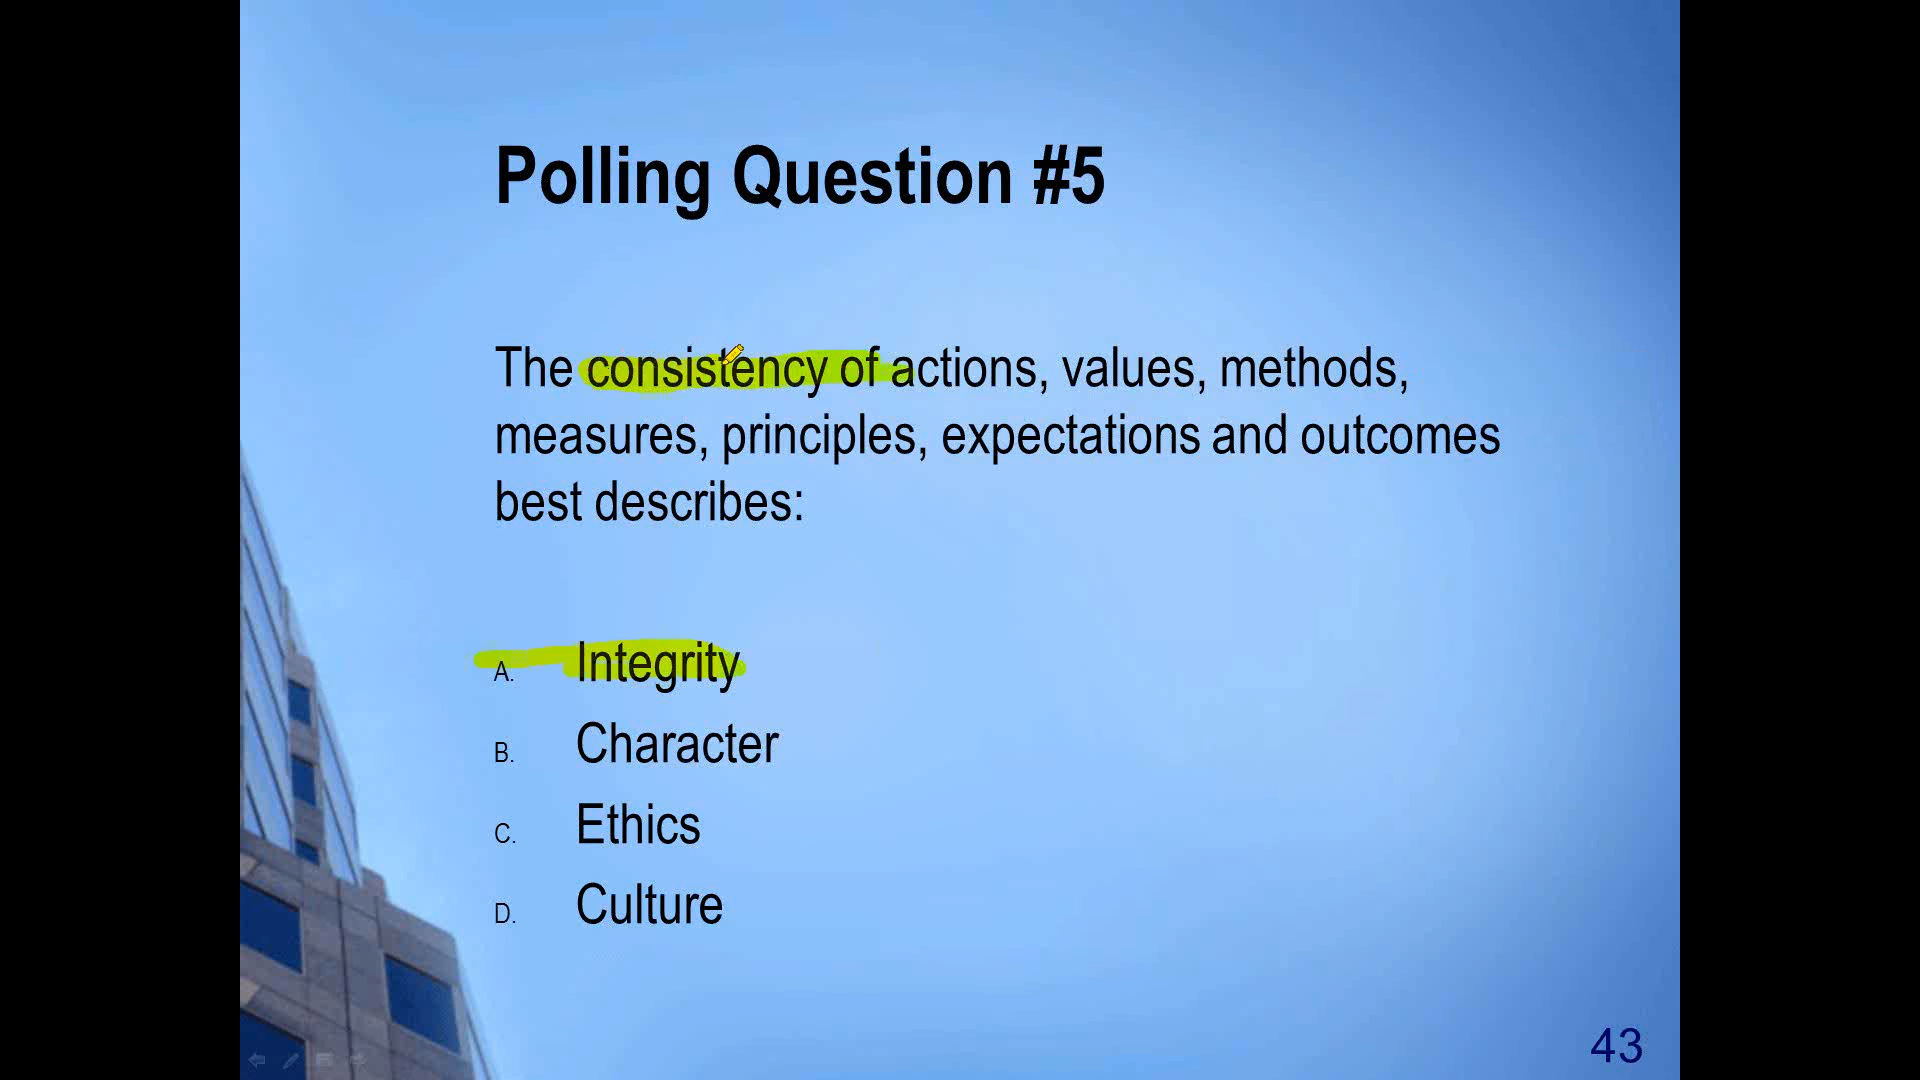 Polling Question #5
The consistency of actions, values, methods,
measures, principles, expectations and outcomes
best describes:
A. Integrity
B. Character
C. Ethics
D. Culture
43